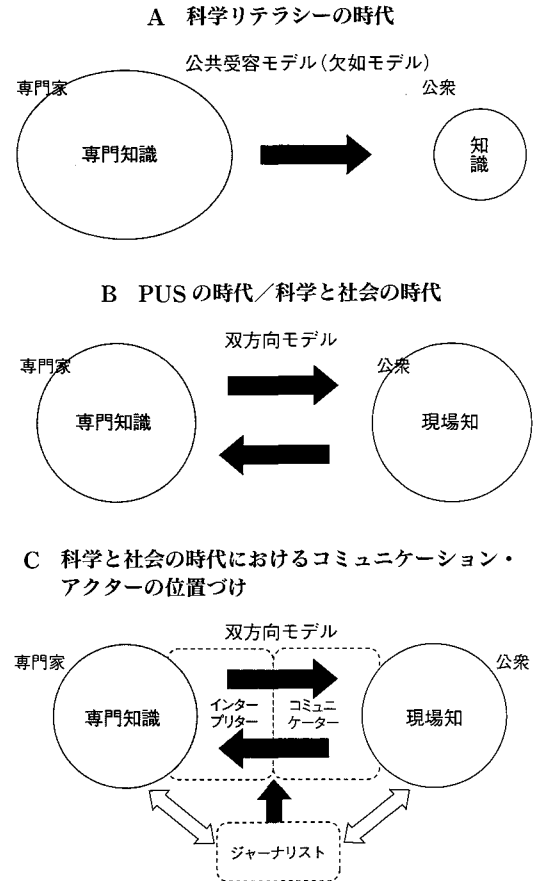 A 科学リテラシーの時代
公共受容モデル(欠如モデル)
専門家
公衆
専門知識
知識
B PUSの時代/科学と社会の時代
双方向モデル
専門家
公衆
専門知識
現場知
C 科学と社会の時代におけるコミュニケーション・
アクターの位置づけ
双方向モデル
専門家
公衆
専門知識
インター
プリター
コミュニ
ケーター
現場知
ジャーナリスト